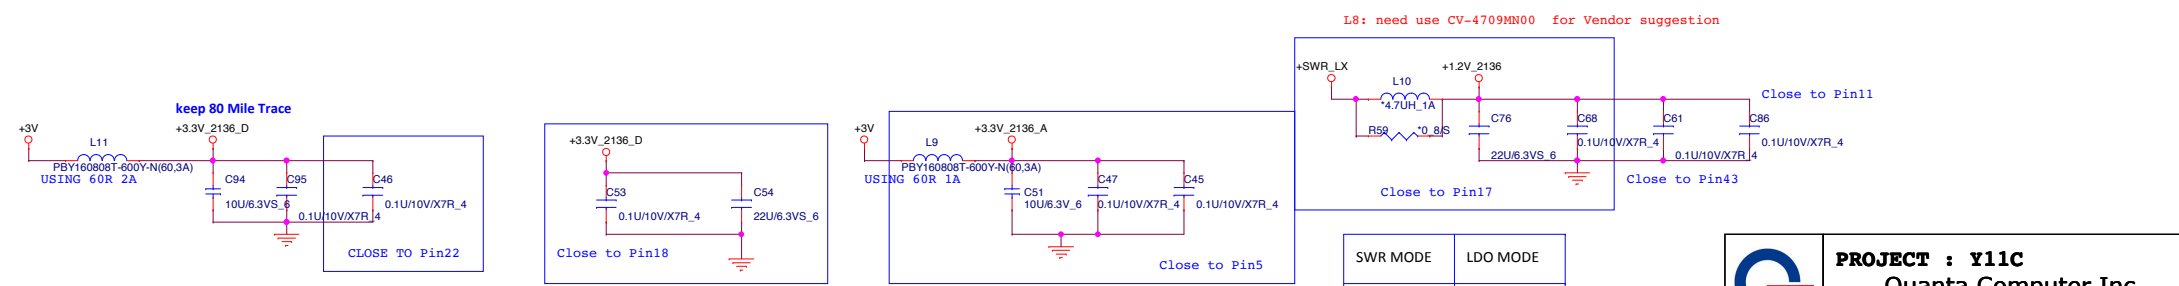 L8: need use CV-4709MN00 for Vendor suggestion
keep 80 Mile Trace
+3V
L11
PBY160808T-600Y-N(60,3A)
USING 60R 2A
+3.3V_2136_D
C94
10U/6.3VS_6
C95
0.1U/10V/X7R_4
C46
0.1U/10V/X7R_4
CLOSE TO Pin22
+3.3V_2136_D
C53
0.1U/10V/X7R_4
C54
22U/6.3VS_6
Close to Pin18
+3V
L9
PBY160808T-600Y-N(60,3A)
USING 60R 1A
+3.3V_2136_A
C51
10U/6.3V_6
C47
0.1U/10V/X7R_4
C45
0.1U/10V/X7R_4
Close to Pin5
+SWR_LX
L10
*4.7UH_1A
R59
*0_8/S
+1.2V_2136
C76
22U/6.3VS_6
C68
0.1U/10V/X7R_4
Close to Pin17
C61
0.1U/10V/X7R_4
Close to Pin43
C86
0.1U/10V/X7R_4
Close to Pin11
SWR MODE
LDO MODE
PROJECT : Y11C
Quanta Computer Inc